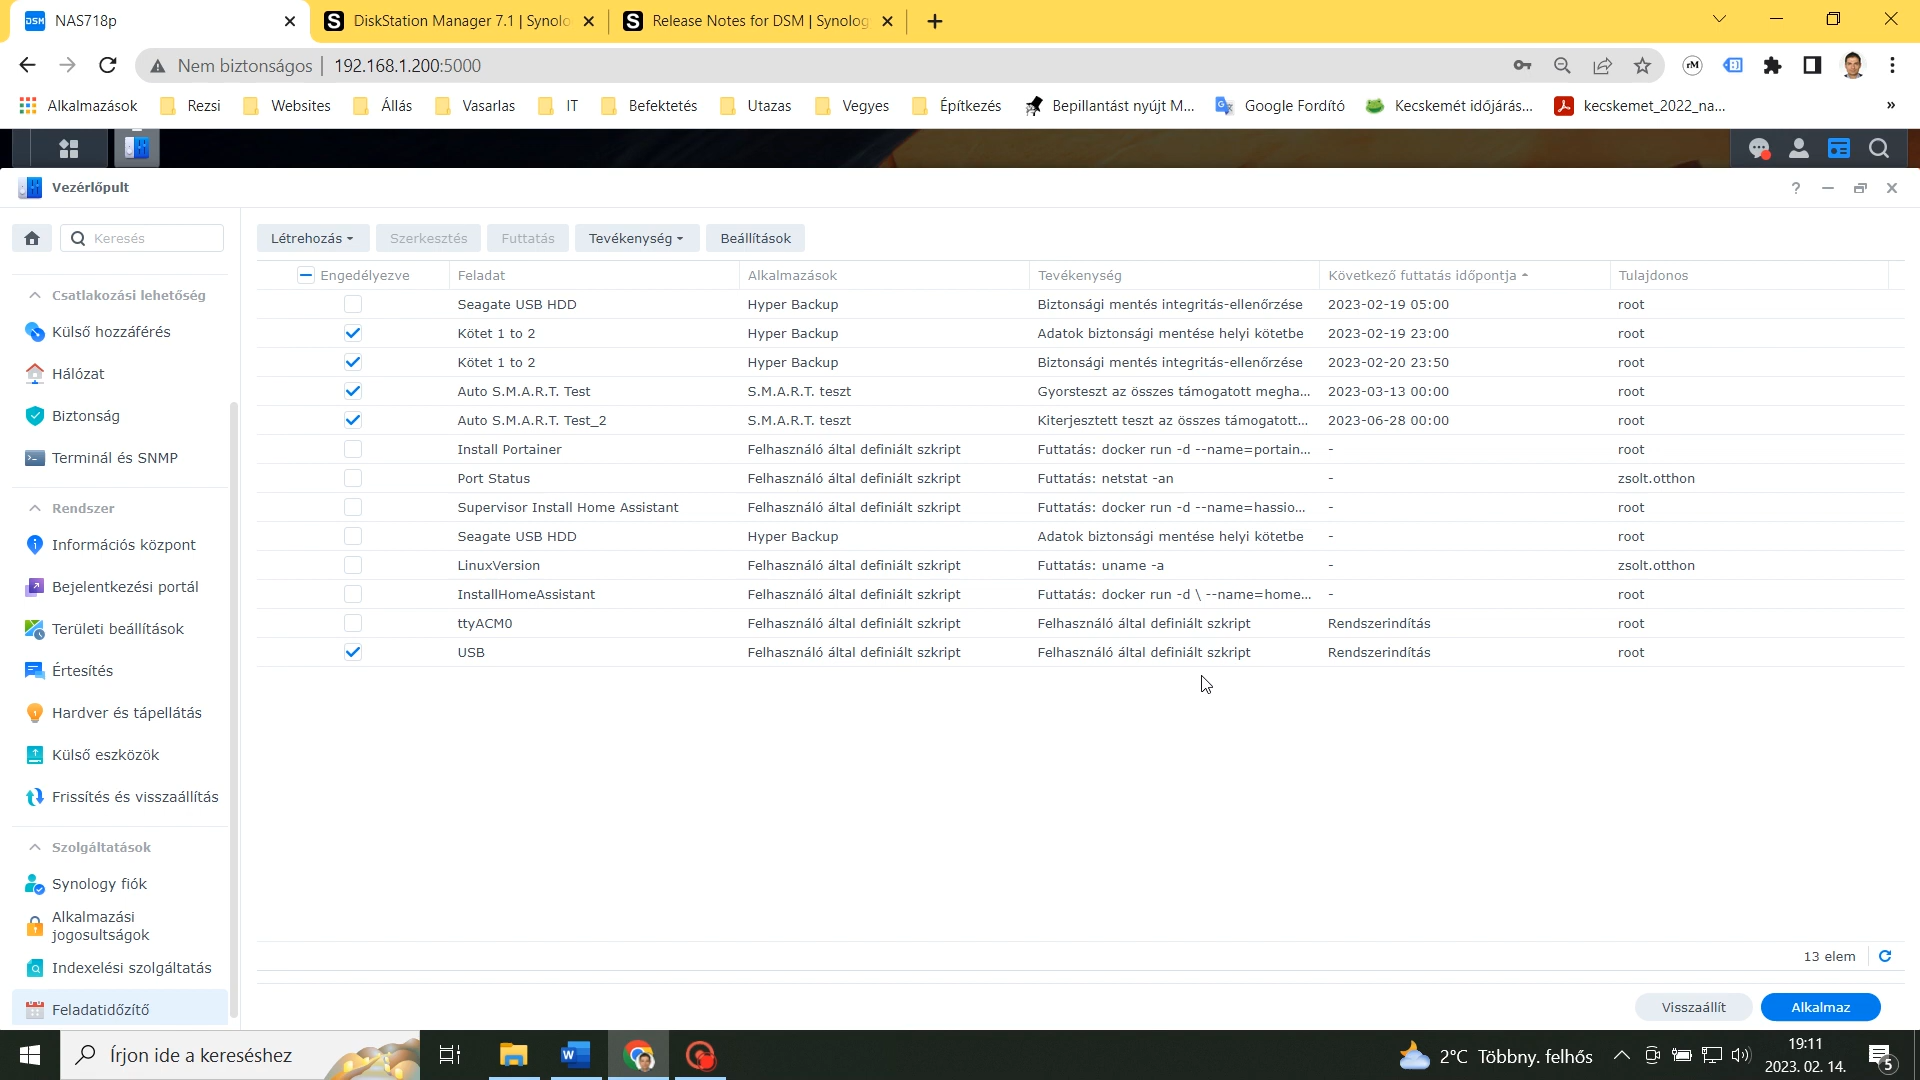 NAS718p
DiskStation Manager 7.1 | Synolo
Release Notes for DSM | Synology
Nem biztonságos | 192.168.1.200:5000
Alkalmazások Rezsi Websites Állás Vasarlas IT Befektetés Utazas Vegyes Építkezés Bepillantást nyújt M... Google Fordító Kecskemét időjárás... kecskemet_2022_na... »
Vezérlőpult
Keresés
Létrehozás Szerkesztés Futtatás Tevékenység Beállítások
Csatlakozási lehetőség
Külső hozzáférés
Hálózat
Biztonság
Terminál és SNMP
Rendszer
Információs központ
Bejelentkezési portál
Területi beállítások
Értesítés
Hardver és tápellátás
Külső eszközök
Frissítés és visszaállítás
Szolgáltatások
Synology fiók
Alkalmazási
jogosultságok
Indexelési szolgáltatás
Feladatidőzítő
Engedélyezve Feladat Alkalmazások Tevékenység Következő futtatás időpontja Tulajdonos
Seagate USB HDD Hyper Backup Biztonsági mentés integritás-ellenőrzése 2023-02-19 05:00 root
Kötet 1 to 2 Hyper Backup Adatok biztonsági mentése helyi kötetbe 2023-02-19 23:00 root
Kötet 1 to 2 Hyper Backup Biztonsági mentés integritás-ellenőrzése 2023-02-20 23:50 root
Auto S.M.A.R.T. Test S.M.A.R.T. teszt Gyorsteszt az összes támogatott megha... 2023-03-13 00:00 root
Auto S.M.A.R.T. Test_2 S.M.A.R.T. teszt Kiterjesztett teszt az összes támogatott... 2023-06-28 00:00 root
Install Portainer Felhasználó által definiált szkript Futtatás: docker run -d --name=portain... - root
Port Status Felhasználó által definiált szkript Futtatás: netstat -an - zsolt.otthon
Supervisor Install Home Assistant Felhasználó által definiált szkript Futtatás: docker run -d --name=hassio... - root
Seagate USB HDD Hyper Backup Adatok biztonsági mentése helyi kötetbe - root
LinuxVersion Felhasználó által definiált szkript Futtatás: uname -a - zsolt.otthon
InstallHomeAssistant Felhasználó által definiált szkript Futtatás: docker run -d \ --name=home... - root
ttyACM0 Felhasználó által definiált szkript Felhasználó által definiált szkript Rendszerindítás root
USB Felhasználó által definiált szkript Felhasználó által definiált szkript Rendszerindítás root
13 elem
Visszaállít Alkalmaz
Írjon ide a kereséshez
2°C Többny. felhős
19:11
2023. 02. 14.
5